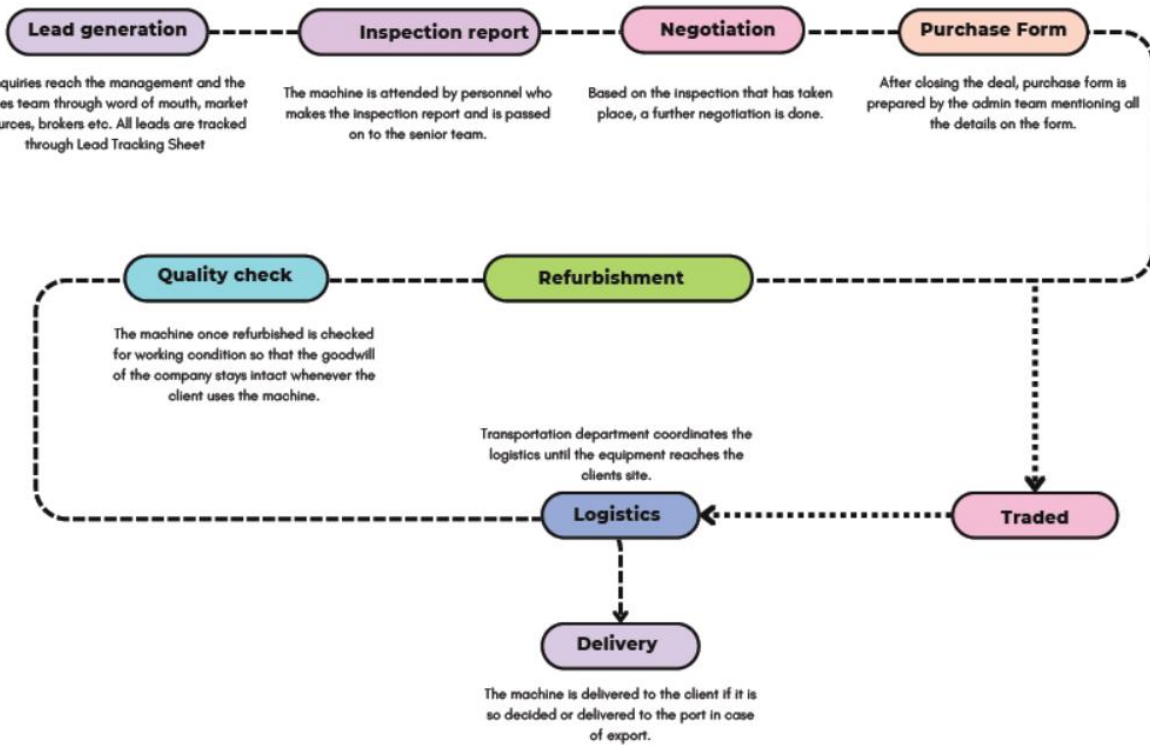 Lead generation
Inspection report
Negotiation
Purchase Form
quiries reach the management and the
es team through word of mouth, market
urces, brokers etc. All leads are tracked
through Lead Tracking Sheet
The machine is attended by personnel who
makes the inspection report and is passed
on to the senior team.
Based on the inspection that has taken
place, a further negotiation is done.
After closing the deal, purchase form is
prepared by the admin team mentioning all
the details on the form.
Quality check
Refurbishment
The machine once refurbished is checked
for working condition so that the goodwill
of the company stays intact whenever the
client uses the machine.
Transportation department coordinates the
logistics until the equipment reaches the
clients site.
Logistics
Traded
Delivery
The machine is delivered to the client if it is
so decided or delivered to the port in case
of export.